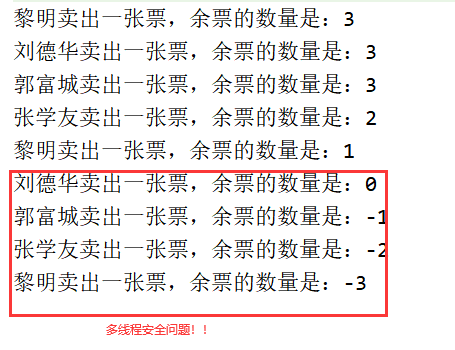 黎明卖出一张票，余票的数量是：3
刘德华卖出一张票，余票的数量是：3
郭富城卖出一张票，余票的数量是：3
张学友卖出一张票，余票的数量是：2
黎明卖出一张票，余票的数量是：1
刘德华卖出一张票，余票的数量是：0
郭富城卖出一张票，余票的数量是：-1
张学友卖出一张票，余票的数量是：-2
黎明卖出一张票，余票的数量是：-3
多线程安全问题！！